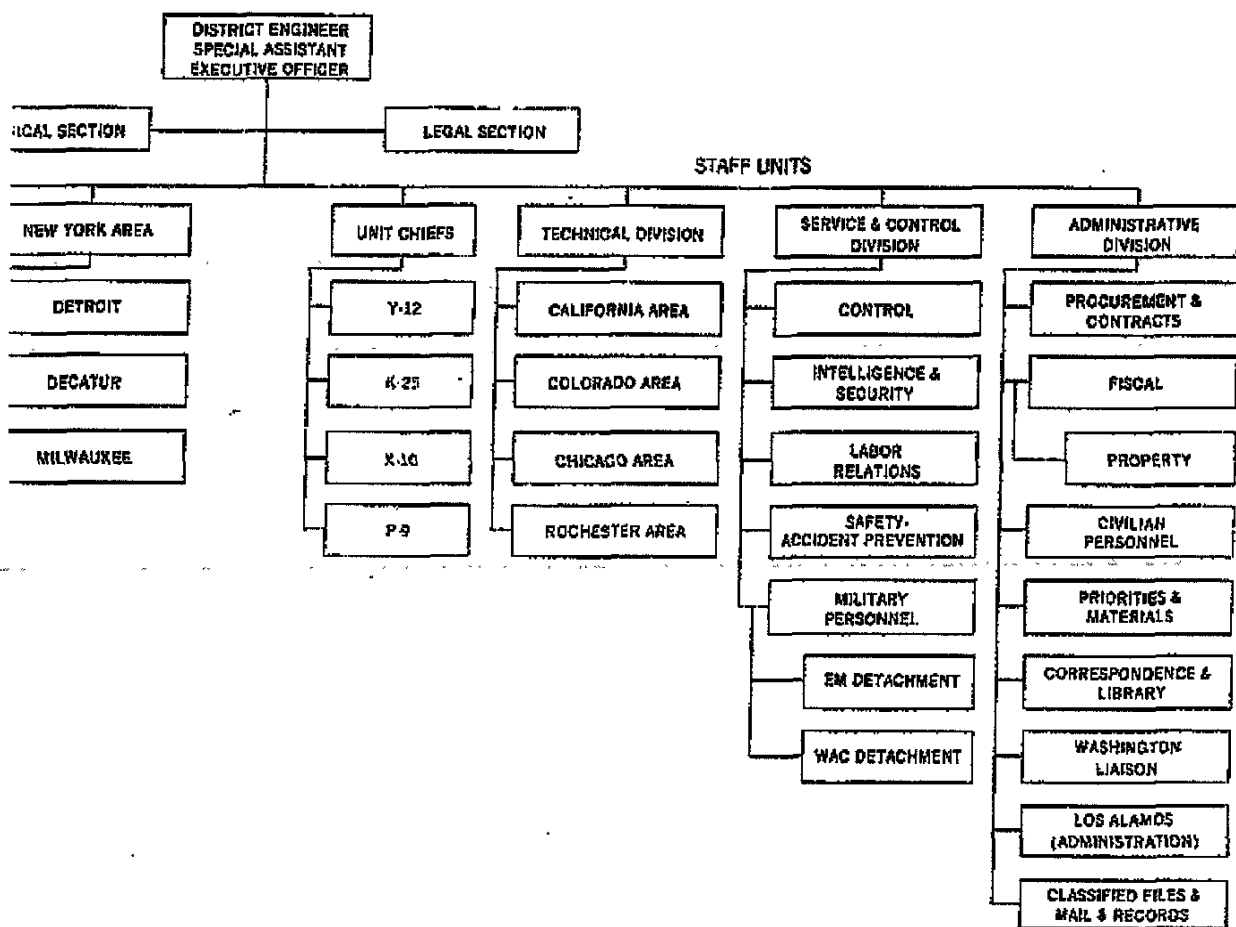 DISTRICT ENGINEER
SPECIAL ASSISTANT
EXECUTIVE OFFICER
SECTION
LEGAL SECTION
STAFF UNITS
NEW YORK AREA
DETROIT
DECATUR
MILWAUKEE
UNIT CHIEFS
Y-12
K-25
X-10
P-9
TECHNICAL DIVISION
CALIFORNIA AREA
COLORADO AREA
CHICAGO AREA
ROCHESTER AREA
SERVICE & CONTROL
DIVISION
CONTROL
INTELLIGENCE &
SECURITY
LABOR
RELATIONS
SAFETY-
ACCIDENT PREVENTION
MILITARY
PERSONNEL
EM DETACHMENT
WAC DETACHMENT
ADMINISTRATIVE
DIVISION
PROCUREMENT &
CONTRACTS
FISCAL
PROPERTY
CIVILIAN
PERSONNEL
PRIORITIES &
MATERIALS
CORRESPONDENCE &
LIBRARY
WASHINGTON
LIAISON
LOS ALAMOS
(ADMINISTRATION)
CLASSIFIED FILES &
MAIL & RECORDS